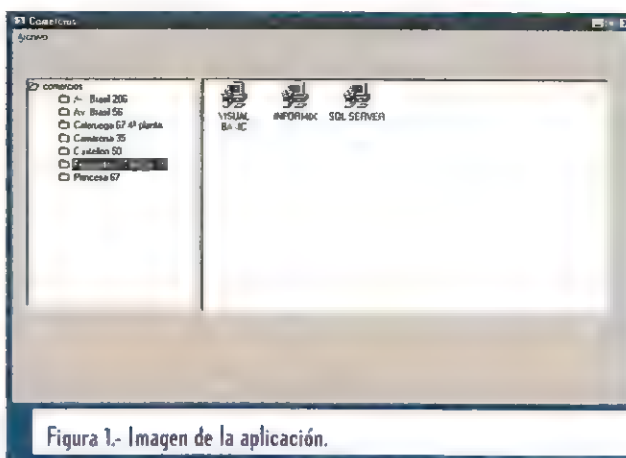 Comercios
Archivo
comercios
Av Brasil 206
Av. Brasil 56
Caleruega 67 4ª planta
Camarena 35
Castellon 50
Princesa 67
VISUAL
BASIC
INFORMIX
SQL SERVER
Figura 1.- Imagen de la aplicación.